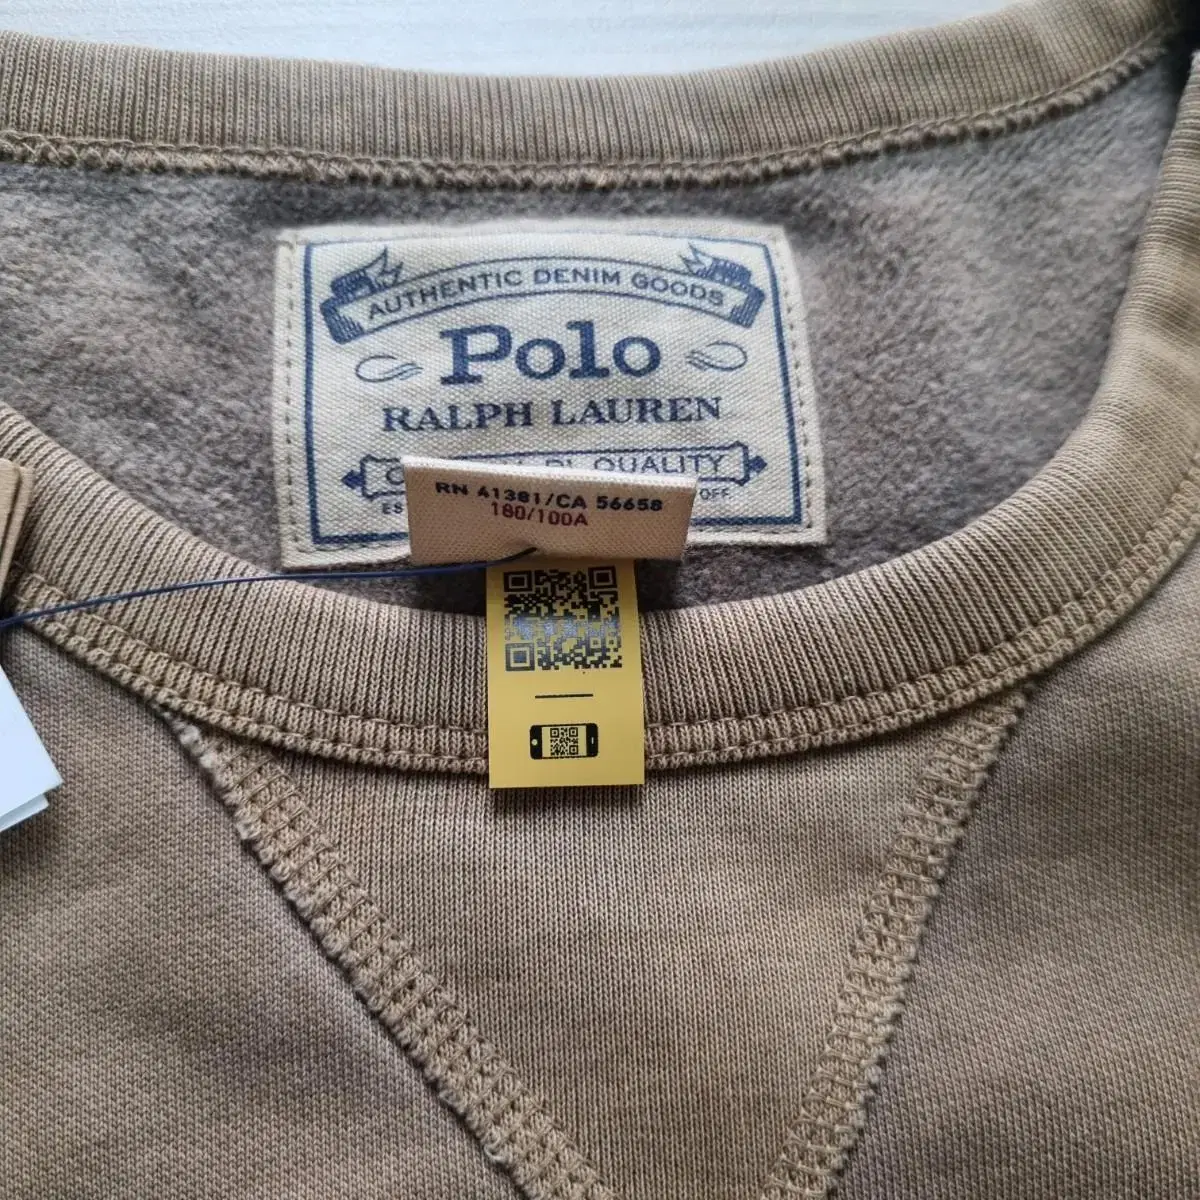 AUTHENTIC DENIM GOODS
Polo
RALPH LAUREN
QUALITY
RN 41381/CA 56658
180/100A